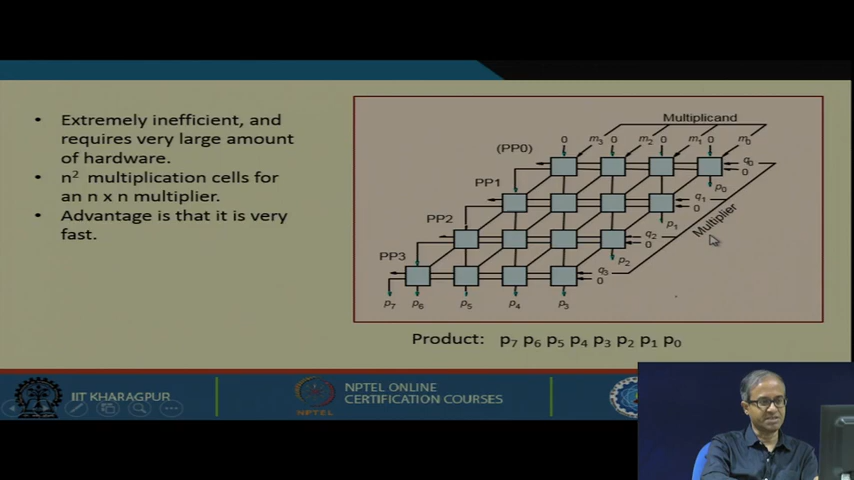 • Extremely inefficient, and
requires very large amount
of hardware.
• n² multiplication cells for
an n x n multiplier.
• Advantage is that it is very
fast.
Multiplicand
(PP0) 0 m₃ 0 m₂ 0 m₁ 0 m₀
q₀
0
PP1 p₀
q₁
0
PP2 p₁
Multiplier
q₂
0
PP3 p₂
q₃
0
p₇ p₆ p₅ p₄ p₃
Product: p₇ p₆ p₅ p₄ p₃ p₂ p₁ p₀
IIT KHARAGPUR
NPTEL
NPTEL ONLINE
CERTIFICATION COURSES